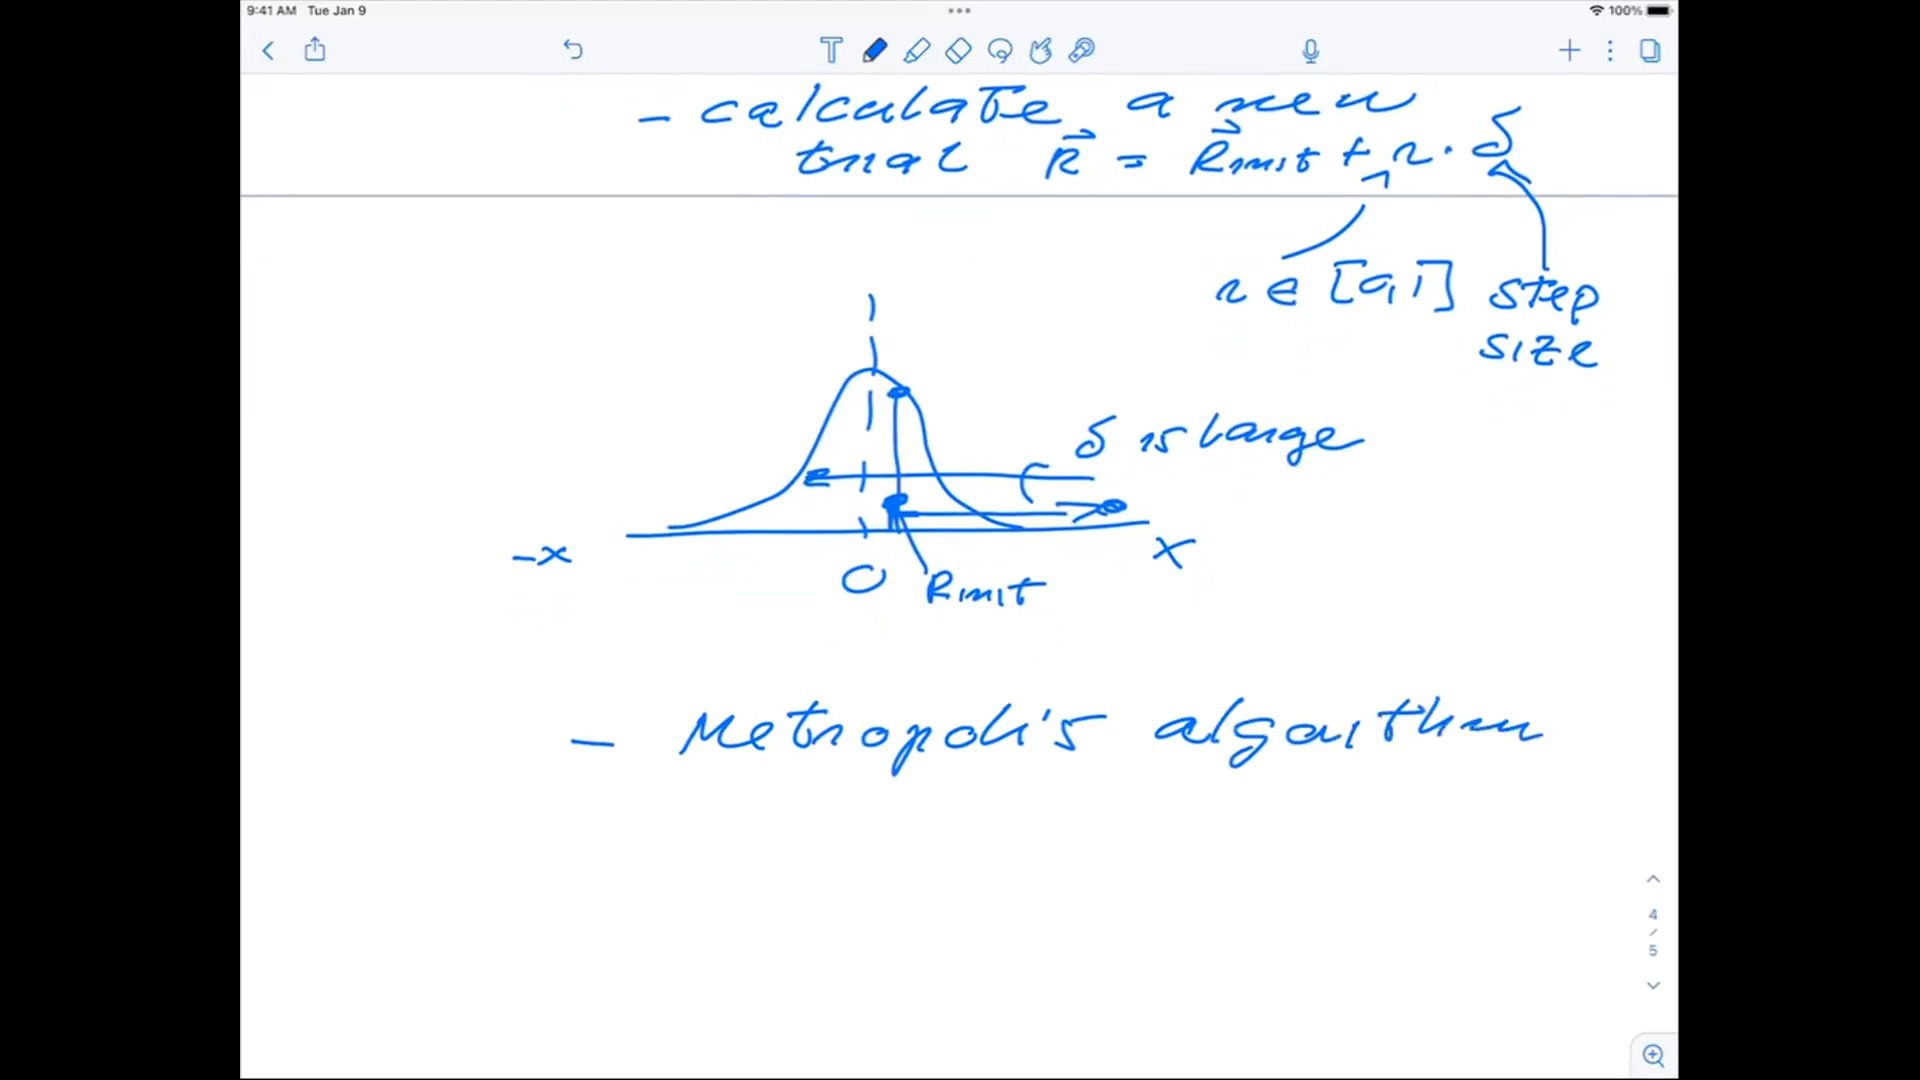 9:41 AM Tue Jan 9
100%
- calculate a new
trial R⃗ = R⃗init + r · δ
r ∈ [0,1] step
size
δ is large
-x
0
Rinit
x
- Metropolis algorithm
4
/
5